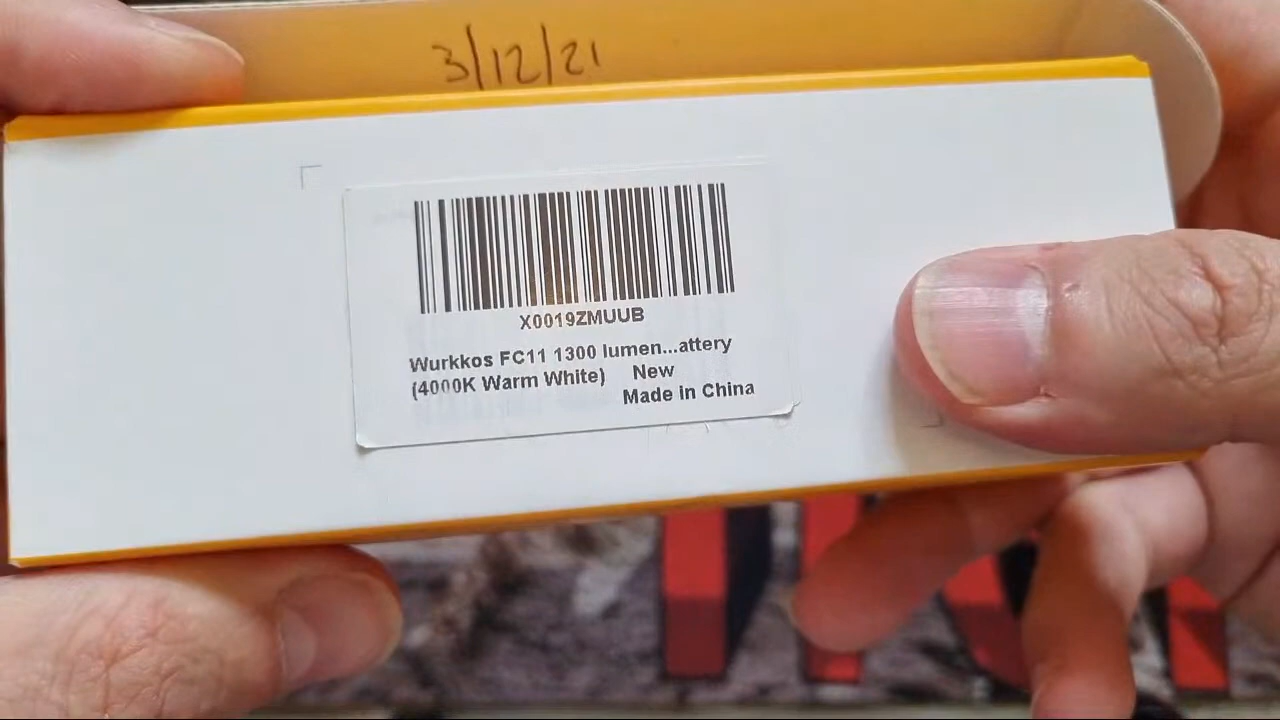 3/12/21
X0019ZMUUB
Wurkkos FC11 1300 lumen...attery
(4000K Warm White) New
Made in China